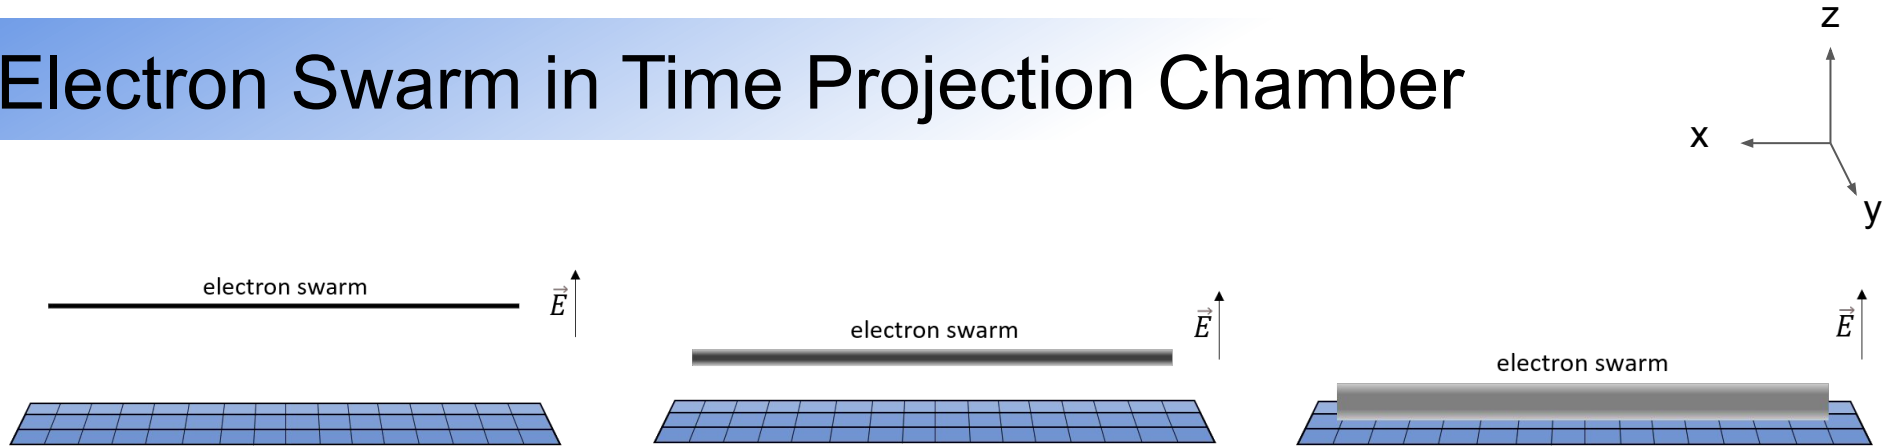 Electron Swarm in Time Projection Chamber
z
x
y
electron swarm
E⃗
electron swarm
E⃗
electron swarm
E⃗